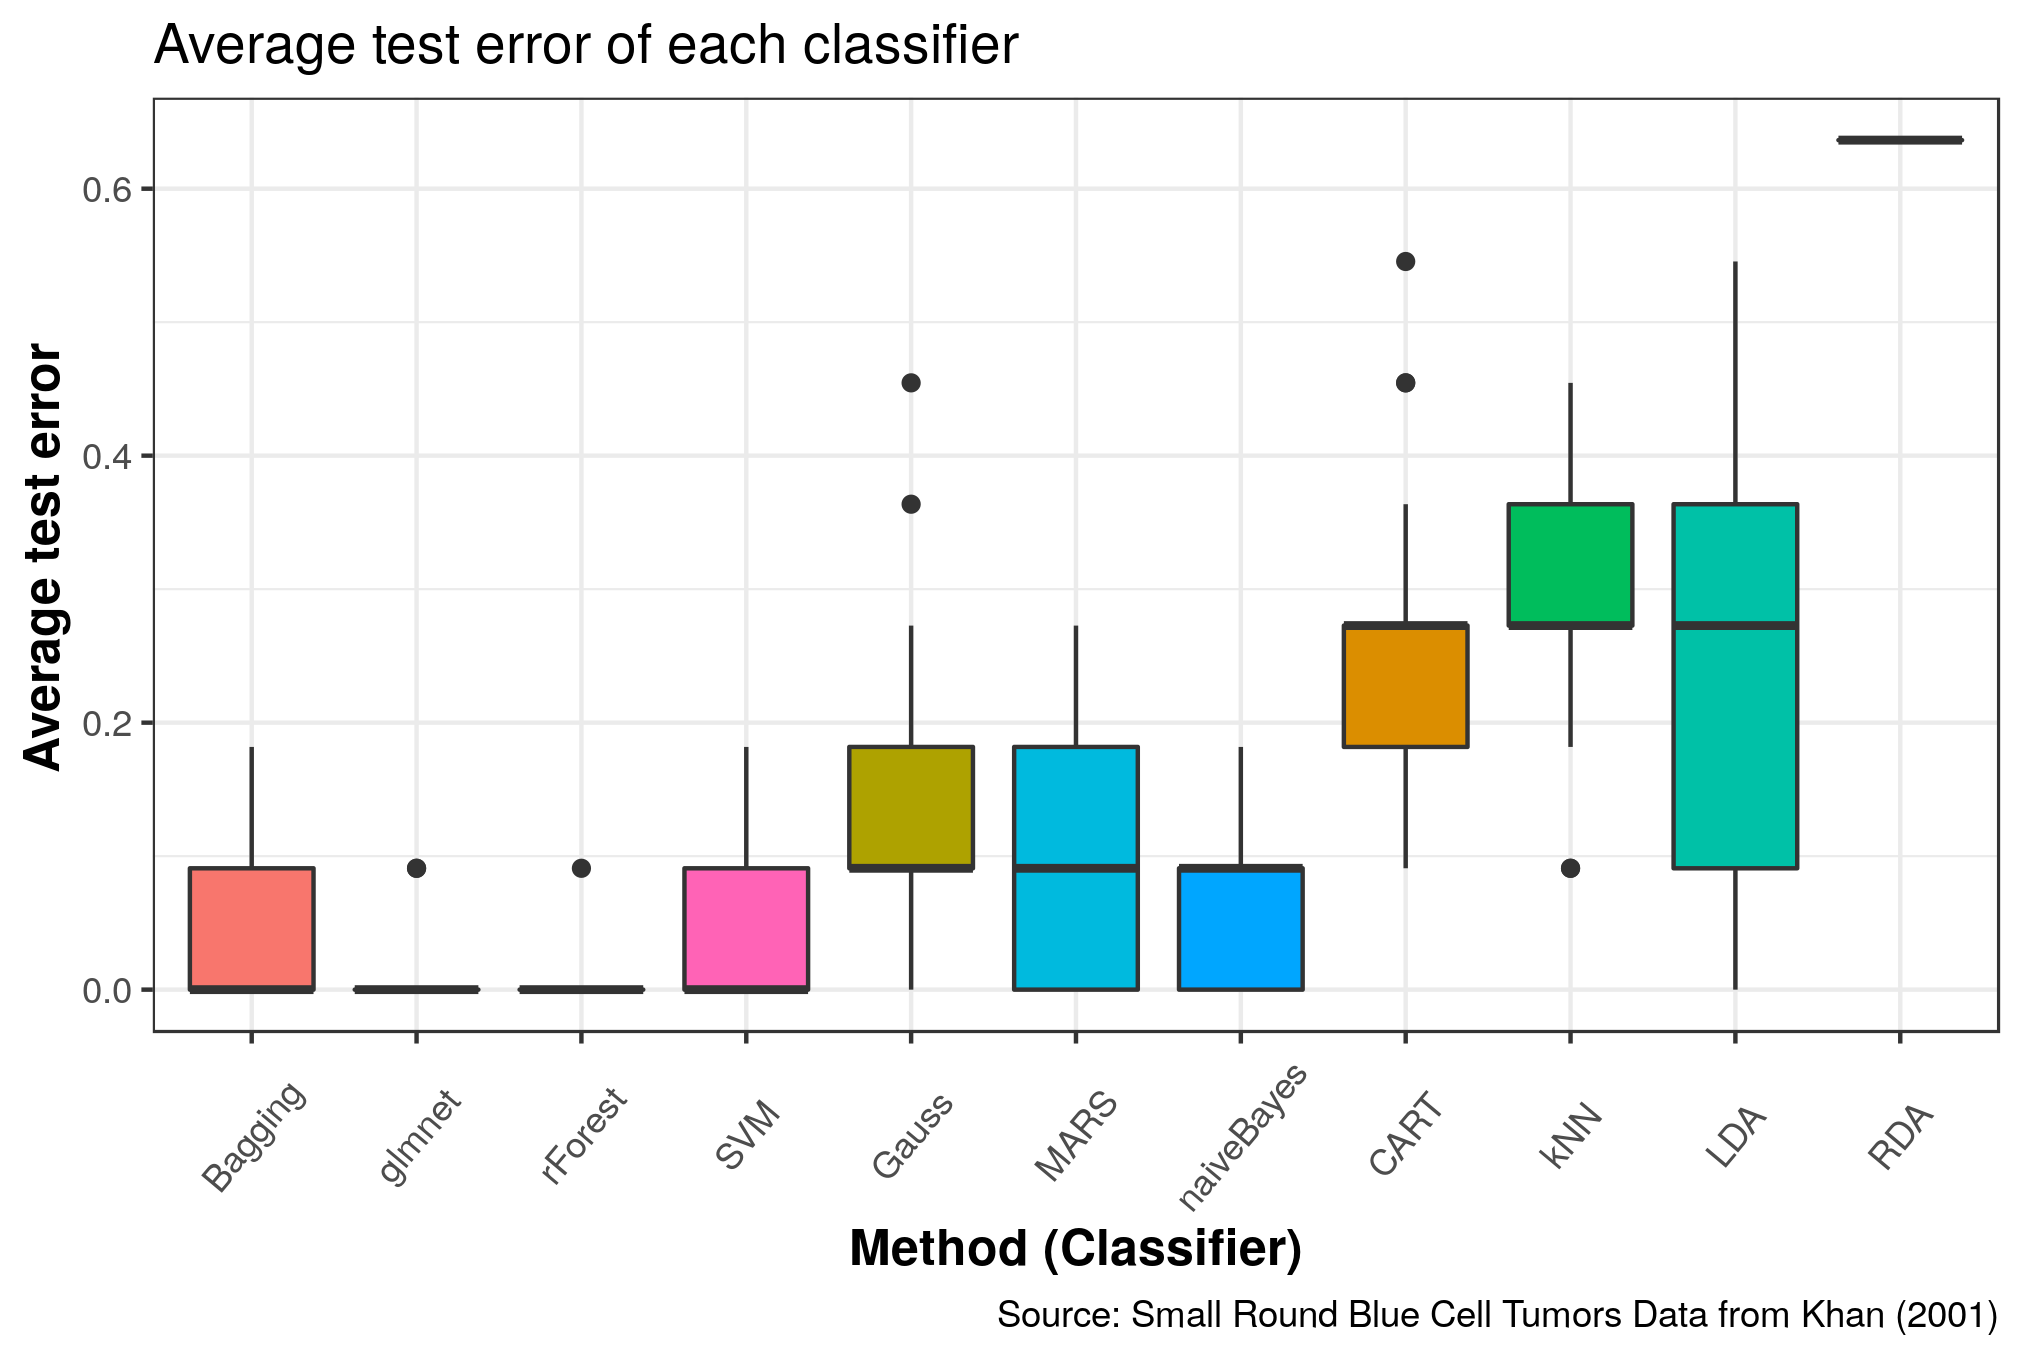 Average test error of each classifier
Average test error
0.6
0.4
0.2
0.0
Bagging
glmnet
rForest
SVM
Gauss
MARS
naiveBayes
CART
kNN
LDA
RDA
Method (Classifier)
Source: Small Round Blue Cell Tumors Data from Khan (2001)